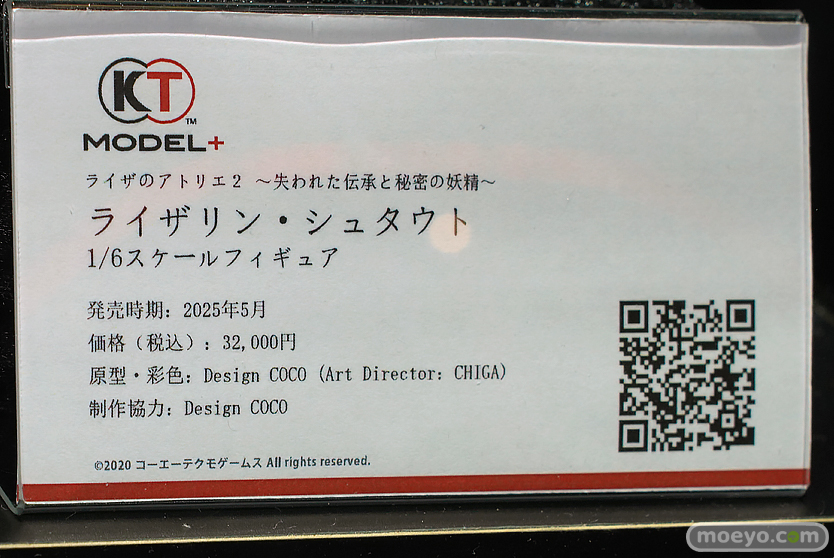 KT
TM
MODEL+
ライザのアトリエ2 ～失われた伝承と秘密の妖精～
ライザリン・シュタウト
1/6スケールフィギュア
発売時期: 2025年5月
価格（税込）: 32,000円
原型・彩色: Design COCO (Art Director: CHIGA)
制作協力: Design COCO
©2020 コーエーテクモゲームス All rights reserved.
moeyo.com